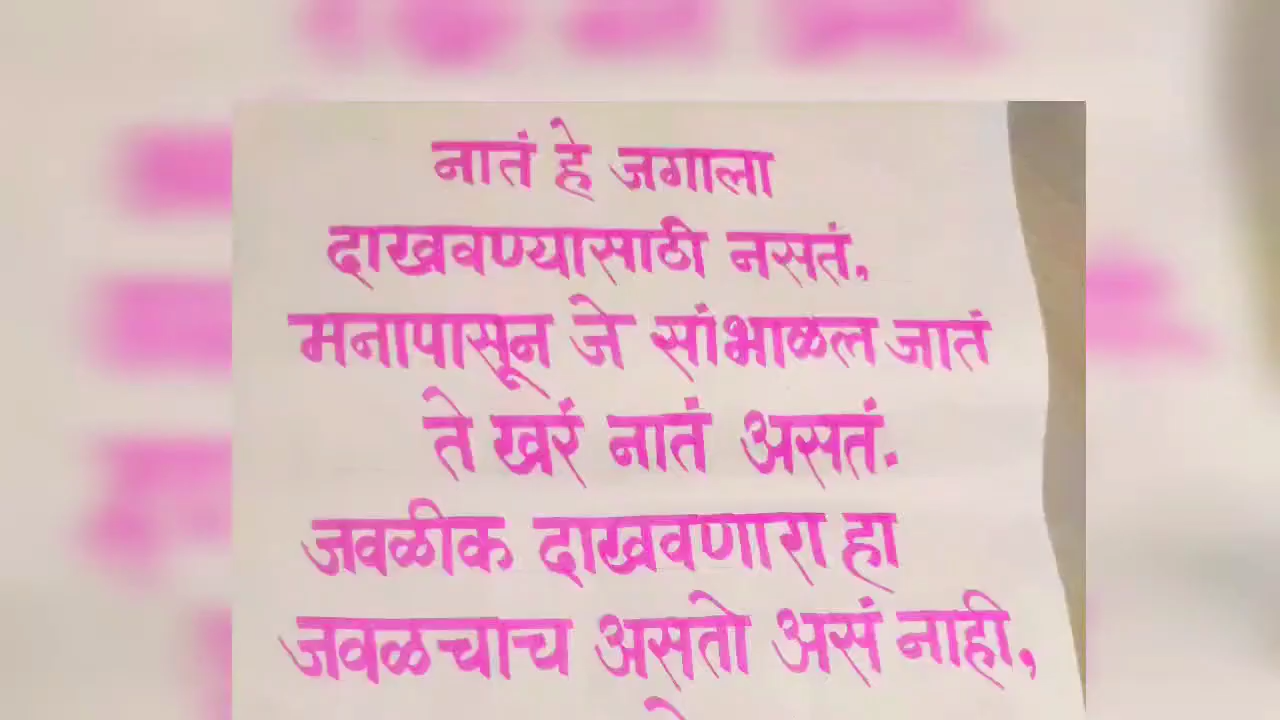 नातं हे जगाला
दाखवण्यासाठी नसतं.
मनापासून जे सांभाळल जातं
ते खरं नातं असतं.
जवळीक दाखवणारा हा
जवळचाच असतो असं नाही,